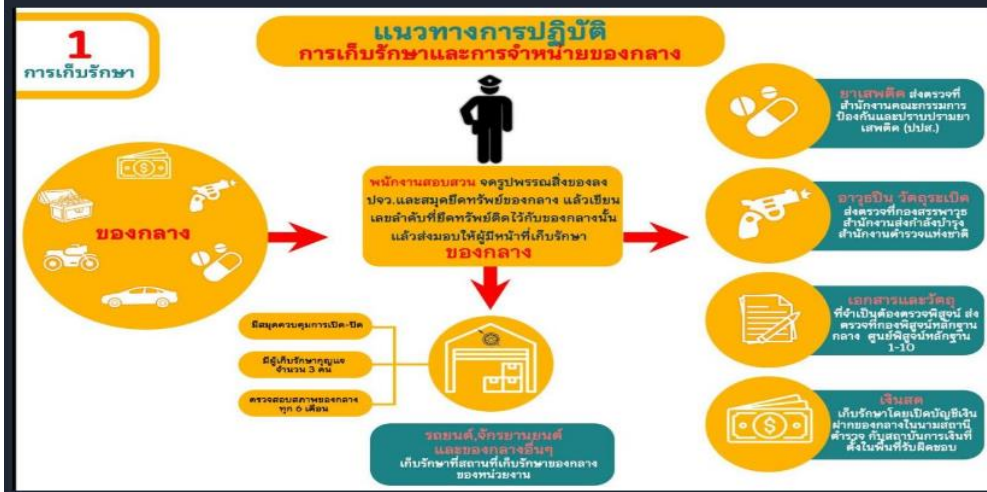 1
การเก็บรักษา
แนวทางการปฏิบัติ
การเก็บรักษาและการจำหน่ายของกลาง
ของกลาง
พนักงานสอบสวน จดรูปพรรณสิ่งของลง
ปจว.และสมุดยึดทรัพย์ของกลาง แล้วเขียน
เลขลำดับที่ยึดทรัพย์ติดไว้กับของกลางนั้น
แล้วส่งมอบให้ผู้มีหน้าที่เก็บรักษา
ของกลาง
มีสมุดควบคุมการเปิด-ปิด
มีผู้เก็บรักษากุญแจ
จำนวน 3 คน
ตรวจสอบสภาพของกลาง
ทุก 6 เดือน
รถยนต์,จักรยานยนต์
และของกลางอื่นๆ
เก็บรักษาที่สถานที่เก็บรักษาของกลาง
ของหน่วยงาน
ยาเสพติด ส่งตรวจที่
สำนักงานคณะกรรมการ
ป้องกันและปราบปรามยา
เสพติด (ปปส.)
อาวุธปืน วัตถุระเบิด
ส่งตรวจที่กองสรรพาวุธ
สำนักงานส่งกำลังบำรุง
สำนักงานตำรวจแห่งชาติ
เอกสารและวัตถุ
ที่จำเป็นต้องตรวจพิสูจน์ ส่ง
ตรวจที่กองพิสูจน์หลักฐาน
กลาง ศูนย์พิสูจน์หลักฐาน
1-10
เงินสด
เก็บรักษาโดยเปิดบัญชีเงิน
ฝากของกลางในนามสถานี
ตำรวจ กับสถาบันการเงินที่
ตั้งในพื้นที่รับผิดชอบ